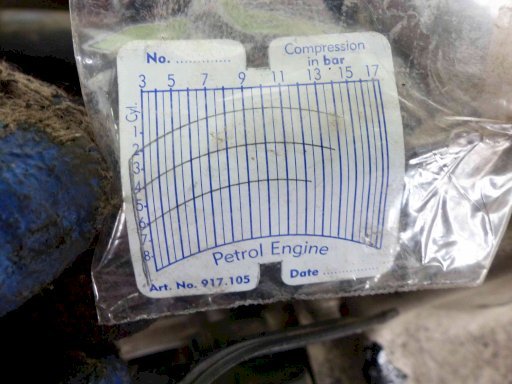 No. ..............
Compression
in bar
3 5 7 9 11 13 15 17
Cyl.
1
2
3
4
5
6
7
8
Petrol Engine
Art. No. 917.105
Date ................